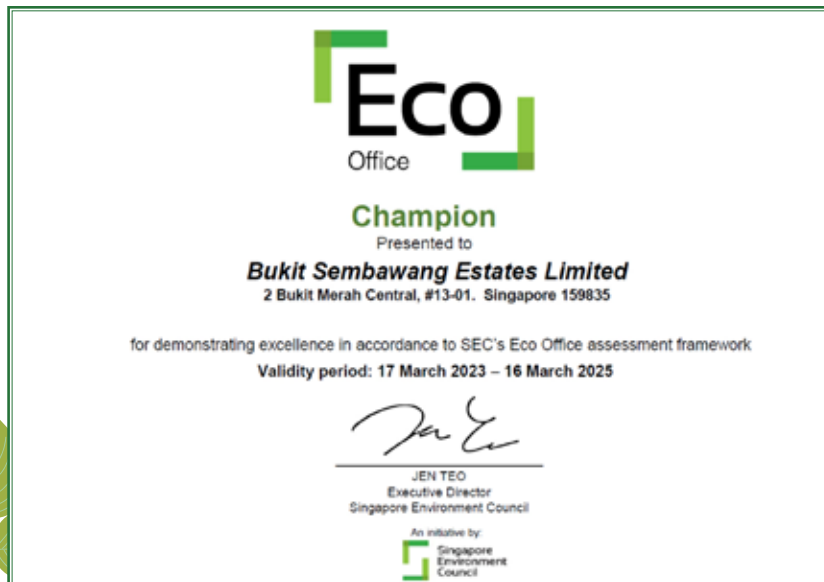 Eco
Office
Champion
Presented to
Bukit Sembawang Estates Limited
2 Bukit Merah Central, #13-01. Singapore 159835
for demonstrating excellence in accordance to SEC's Eco Office assessment framework
Validity period: 17 March 2023 – 16 March 2025
JEN TEO
Executive Director
Singapore Environment Council
An initiative by:
Singapore
Environment
Council